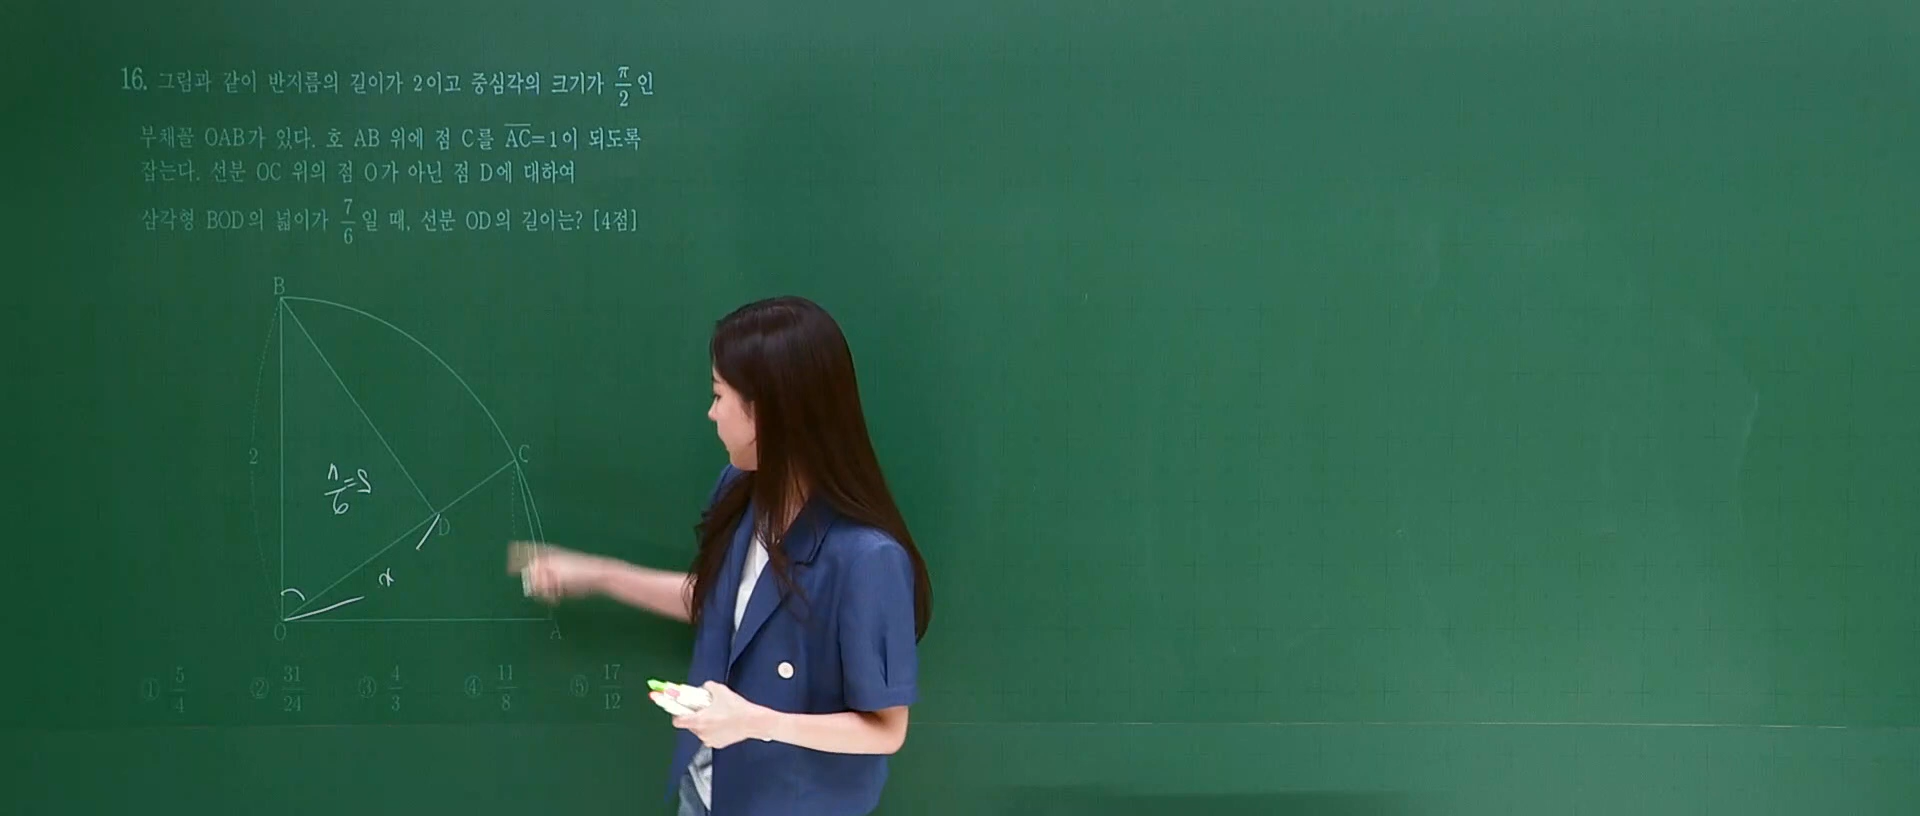 16. 그림과 같이 반지름의 길이가 2이고 중심각의 크기가 π/2 인
부채꼴 OAB가 있다. 호 AB 위에 점 C를 AC=1이 되도록
잡는다. 선분 OC 위의 점 O가 아닌 점 D에 대하여
삼각형 BOD의 넓이가 7/6 일 때, 선분 OD의 길이는? [4점]
B
C
2
7/6=S
D
x
O
A
① 5/4 ② 31/24 ③ 4/3 ④ 11/8 ⑤ 17/12